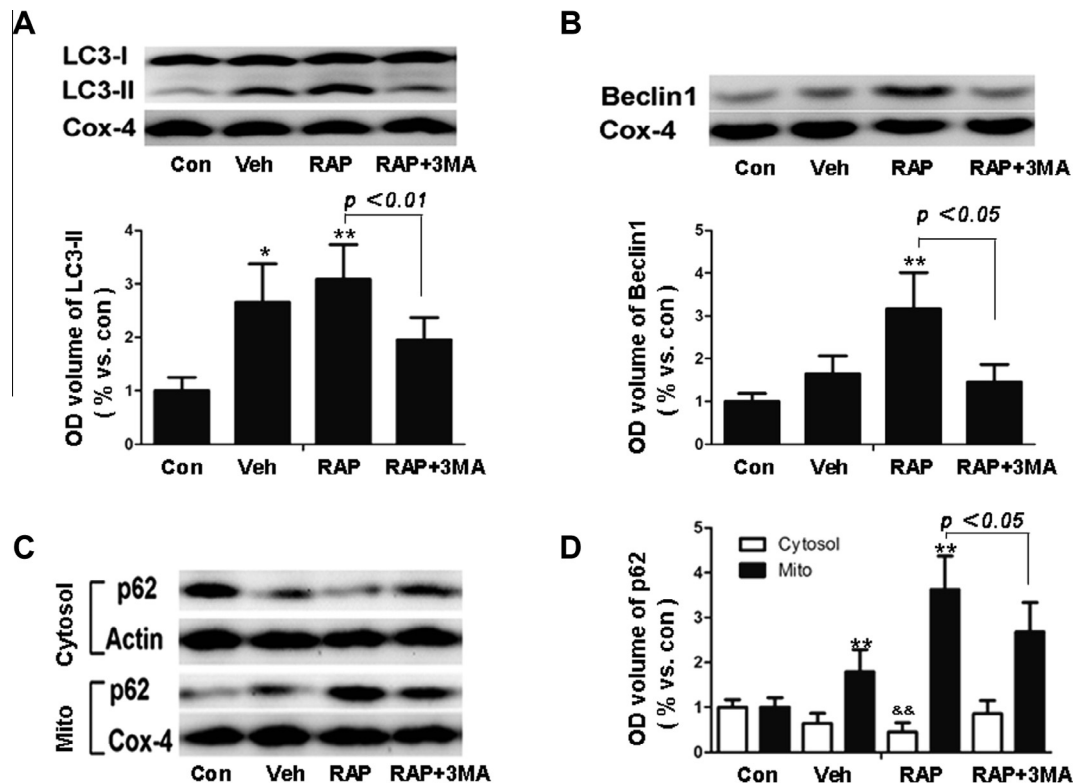 A
LC3-I
LC3-II
Cox-4
Con Veh RAP RAP+3MA
p <0.01
OD volume of LC3-II
( % vs. con )
4
3
2
1
0
*
**
Con Veh RAP RAP+3MA
B
Beclin1
Cox-4
Con Veh RAP RAP+3MA
p <0.05
OD volume of Beclin1
( % vs. con )
5
4
3
2
1
0
**
Con Veh RAP RAP+3MA
C
Cytosol
p62
Actin
Mito
p62
Cox-4
Con Veh RAP RAP+3MA
D
Cytosol
Mito
p <0.05
OD volume of p62
( % vs. con )
5
4
3
2
1
0
**
&&
**
Con Veh RAP RAP+3MA